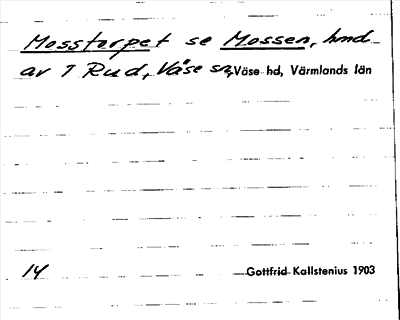 Mosstorpet se Mossen, hmd
av 1 Rud, Väse sn, Väse hd, Värmlands län
14 Gottfrid Kallstenius 1903